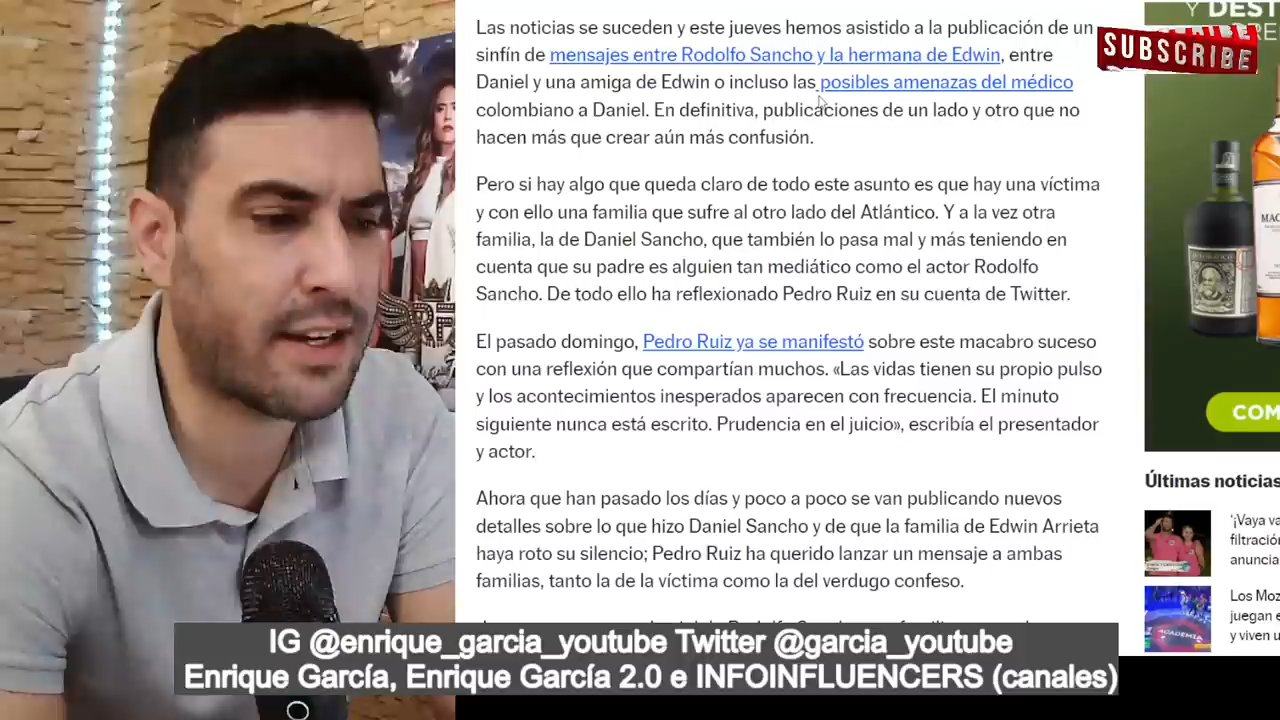 Las noticias se suceden y este jueves hemos asistido a la publicación de un
sinfín de mensajes entre Rodolfo Sancho y la hermana de Edwin, entre
Daniel y una amiga de Edwin o incluso las posibles amenazas del médico
colombiano a Daniel. En definitiva, publicaciones de un lado y otro que no
hacen más que crear aún más confusión.
Pero si hay algo que queda claro de todo este asunto es que hay una víctima
y con ello una familia que sufre al otro lado del Atlántico. Y a la vez otra
familia, la de Daniel Sancho, que también lo pasa mal y más teniendo en
cuenta que su padre es alguien tan mediático como el actor Rodolfo
Sancho. De todo ello ha reflexionado Pedro Ruiz en su cuenta de Twitter.
El pasado domingo, Pedro Ruiz ya se manifestó sobre este macabro suceso
con una reflexión que compartían muchos. «Las vidas tienen su propio pulso
y los acontecimientos inesperados aparecen con frecuencia. El minuto
siguiente nunca está escrito. Prudencia en el juicio», escribía el presentador
y actor.
Ahora que han pasado los días y poco a poco se van publicando nuevos
detalles sobre lo que hizo Daniel Sancho y de que la familia de Edwin Arrieta
haya roto su silencio; Pedro Ruiz ha querido lanzar un mensaje a ambas
familias, tanto la de la víctima como la del verdugo confeso.
SUBSCRIBE
Y DEST
COM
Últimas noticias
'¡Vaya va
filtración
anuncia
Los Moz
juegan e
y viven u
ACADEMIA
IG @enrique_garcia_youtube Twitter @garcia_youtube
Enrique García, Enrique García 2.0 e INFOINFLUENCERS (canales)